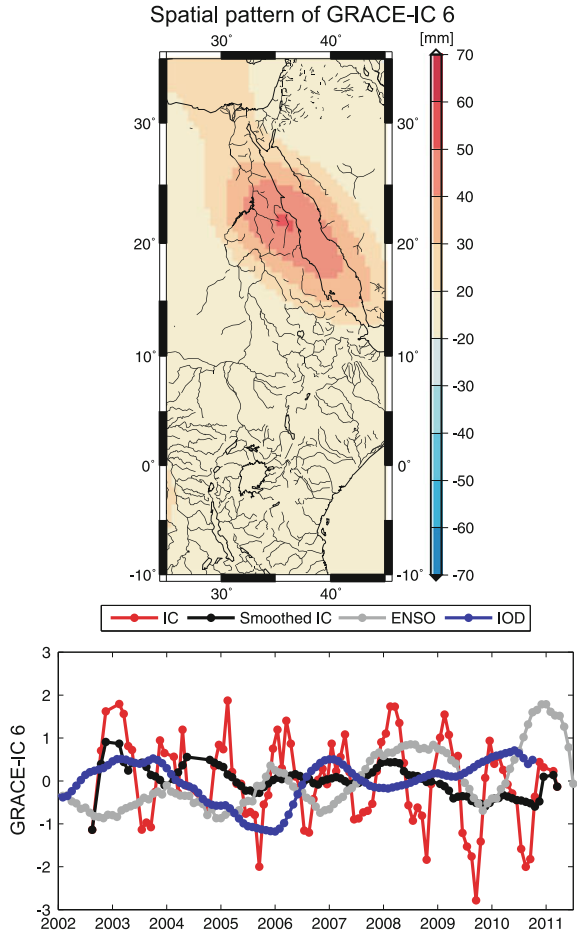 Spatial pattern of GRACE-IC 6
30˚ 40˚ [mm]
70
60
30˚ 30˚ 50
40
20˚ 20˚ 30
20
10˚ 10˚ -20
-30
-40
0˚ 0˚ -50
-60
-10˚ -10˚ -70
30˚ 40˚
IC Smoothed IC ENSO IOD
GRACE-IC 6
3
2
1
0
-1
-2
-3
2002 2003 2004 2005 2006 2007 2008 2009 2010 2011